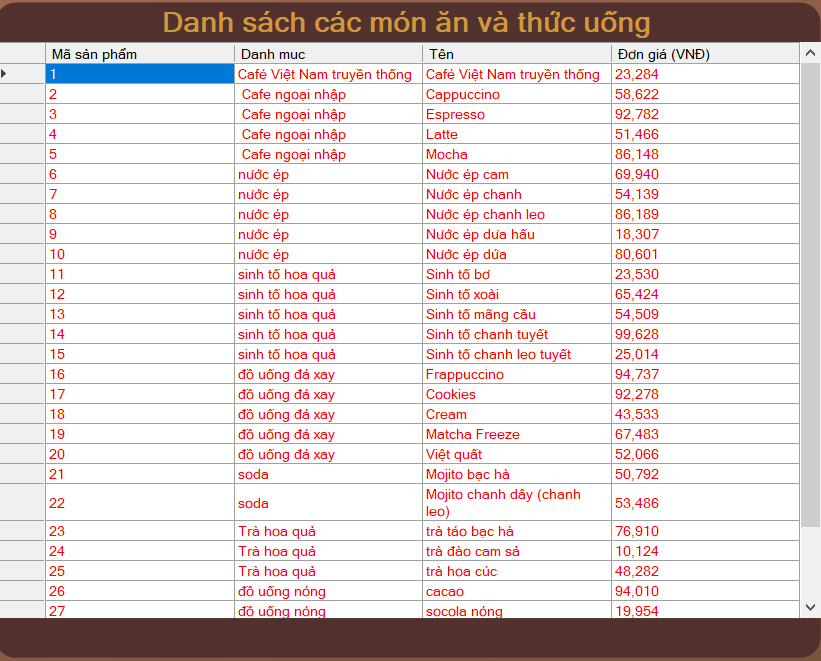 Danh sách các món ăn và thức uống
Mã sản phẩm Danh mục Tên Đơn giá (VNĐ)
1 Café Việt Nam truyền thống Café Việt Nam truyền thống 23,284
2 Cafe ngoại nhập Cappuccino 58,622
3 Cafe ngoại nhập Espresso 92,782
4 Cafe ngoại nhập Latte 51,466
5 Cafe ngoại nhập Mocha 86,148
6 nước ép Nước ép cam 69,940
7 nước ép Nước ép chanh 54,139
8 nước ép Nước ép chanh leo 86,189
9 nước ép Nước ép dưa hấu 18,307
10 nước ép Nước ép dứa 80,601
11 sinh tố hoa quả Sinh tố bơ 23,530
12 sinh tố hoa quả Sinh tố xoài 65,424
13 sinh tố hoa quả Sinh tố mãng cầu 54,509
14 sinh tố hoa quả Sinh tố chanh tuyết 99,628
15 sinh tố hoa quả Sinh tố chanh leo tuyết 25,014
16 đồ uống đá xay Frappuccino 94,737
17 đồ uống đá xay Cookies 92,278
18 đồ uống đá xay Cream 43,533
19 đồ uống đá xay Matcha Freeze 67,483
20 đồ uống đá xay Việt quất 52,066
21 soda Mojito bạc hà 50,792
22 soda Mojito chanh dây (chanh
leo) 53,486
23 Trà hoa quả trà táo bạc hà 76,910
24 Trà hoa quả trà đào cam sả 10,124
25 Trà hoa quả trà hoa cúc 48,282
26 đồ uống nóng cacao 94,010
27 đồ uống nóng socola nóng 19,954